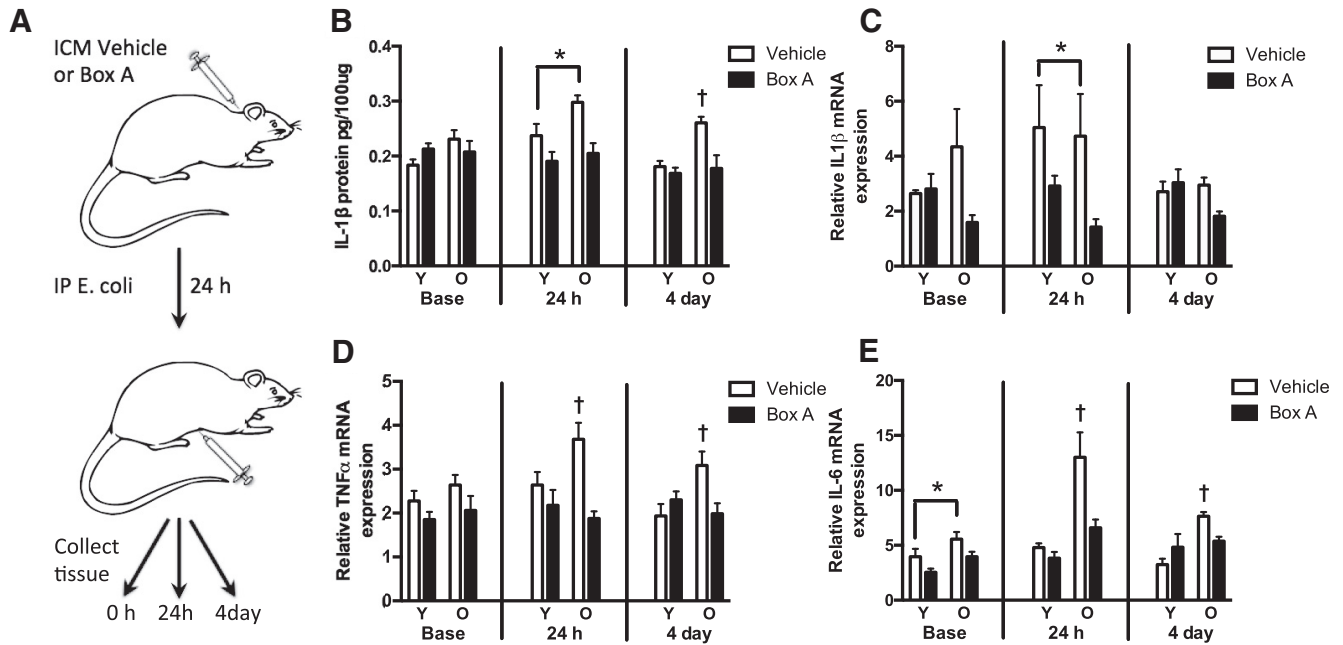 A
ICM Vehicle
or Box A
IP E. coli
24 h
Collect
tissue
0 h 24h 4day
B
IL-1β protein pg/100ug
0.4
0.3
0.2
0.1
0.0
*
†
Vehicle
Box A
Y O Y O Y O
Base 24 h 4 day
C
Relative IL1β mRNA
expression
8
6
4
2
0
*
Vehicle
Box A
Y O Y O Y O
Base 24 h 4 day
D
Relative TNFα mRNA
expression
5
4
3
2
1
0
†
†
Vehicle
Box A
Y O Y O Y O
Base 24 h 4 day
E
Relative IL-6 mRNA
expression
20
15
10
5
0
*
†
†
Vehicle
Box A
Y O Y O Y O
Base 24 h 4 day